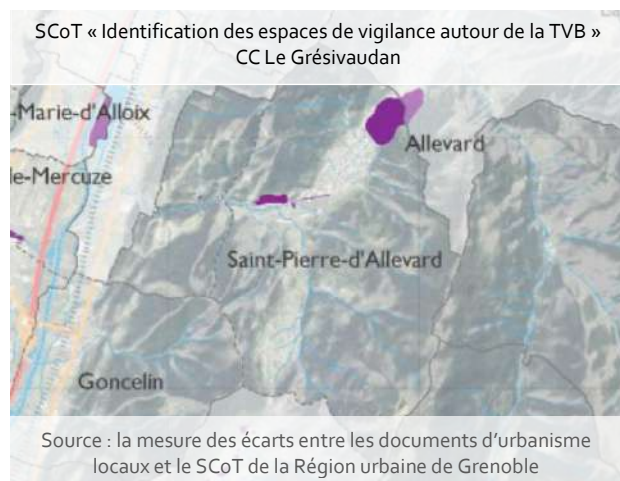 SCoT « Identification des espaces de vigilance autour de la TVB »
CC Le Grésivaudan
-Marie-d'Alloix
Allevard
le-Mercuze
Saint-Pierre-d'Allevard
Goncelin
Source : la mesure des écarts entre les documents d'urbanisme
locaux et le SCoT de la Région urbaine de Grenoble